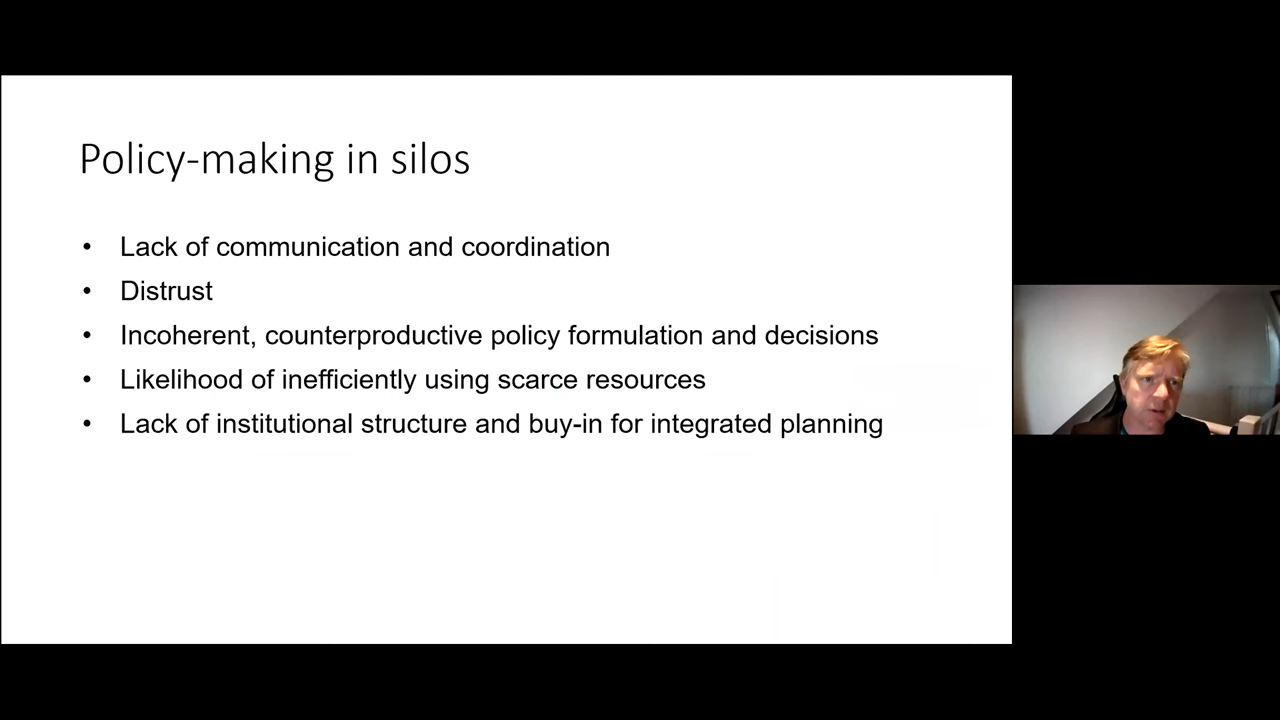 Policy-making in silos
• Lack of communication and coordination
• Distrust
• Incoherent, counterproductive policy formulation and decisions
• Likelihood of inefficiently using scarce resources
• Lack of institutional structure and buy-in for integrated planning